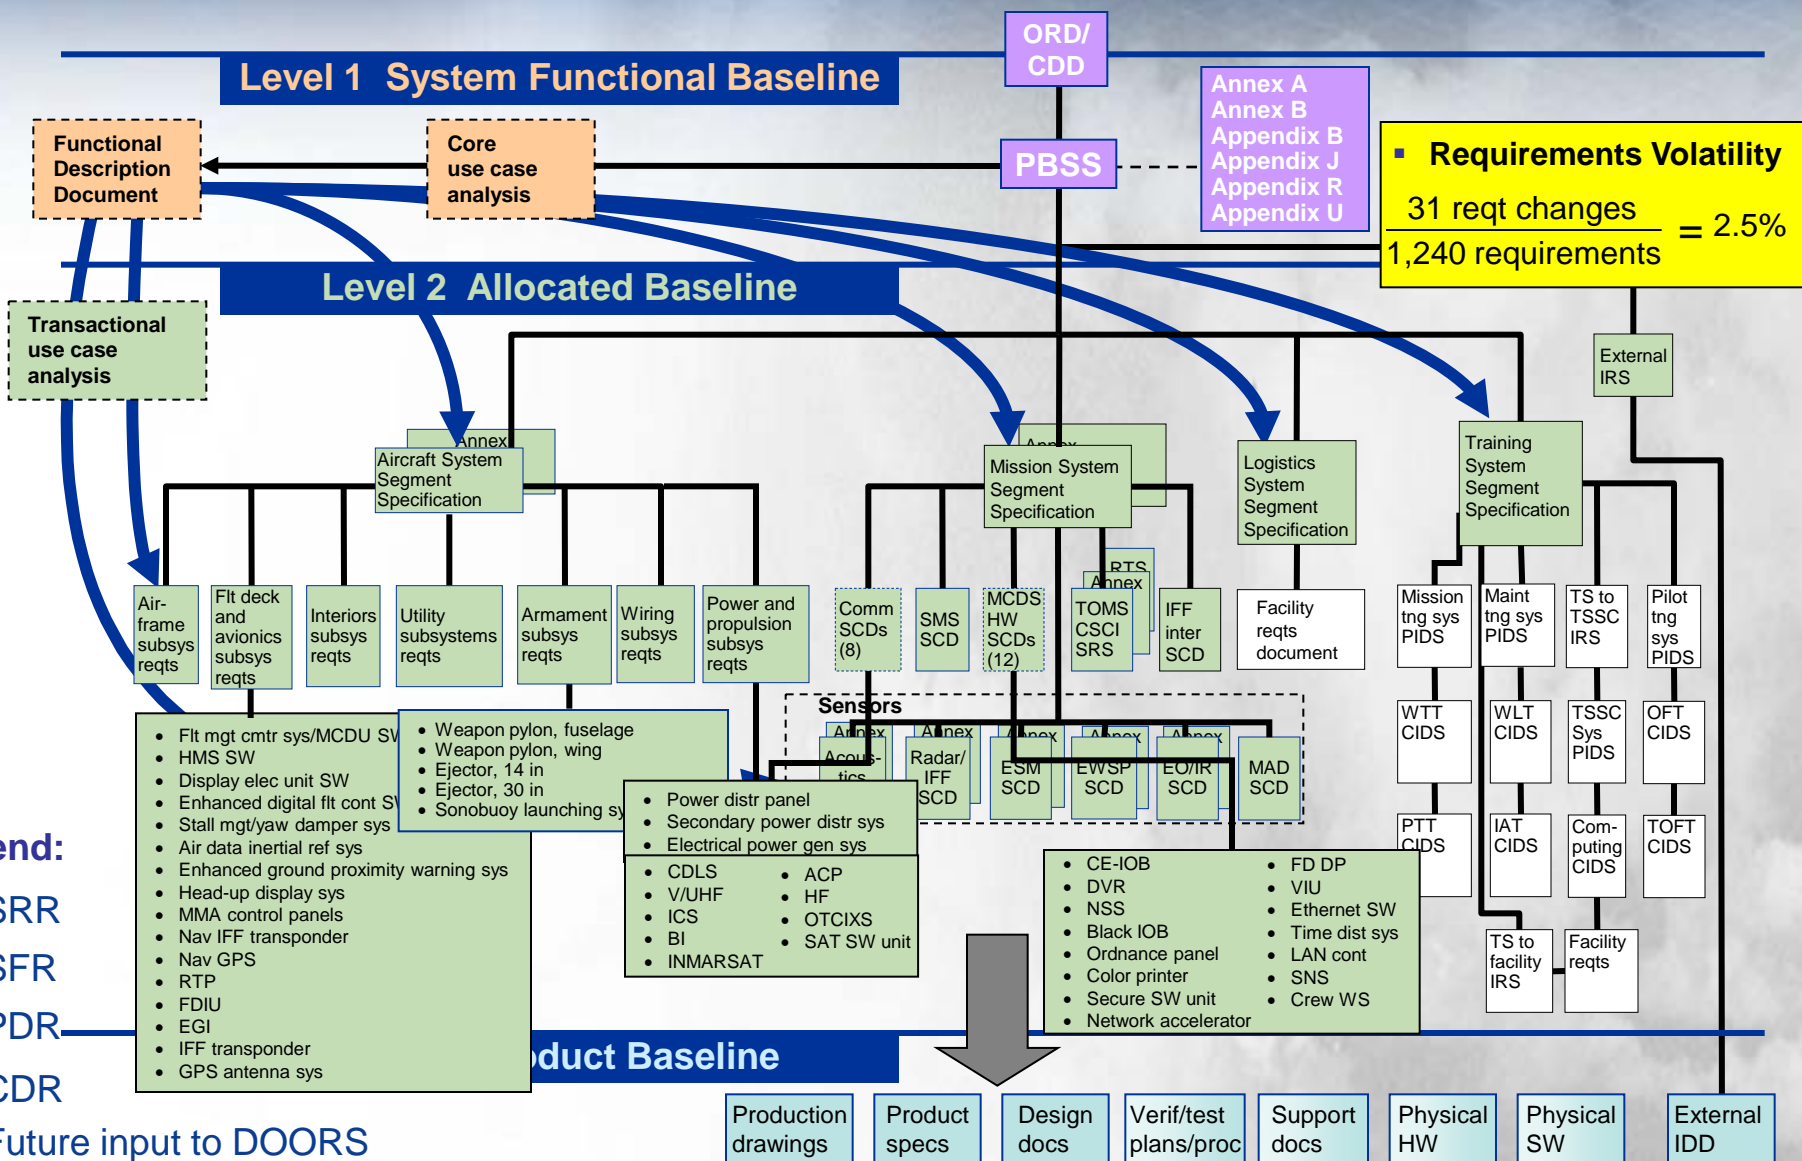 ORD/
CDD
Level 1 System Functional Baseline
Annex A
Annex B
Appendix B
Appendix J
Appendix R
Appendix U
Functional
Description
Document
Core
use case
analysis
PBSS
▪ Requirements Volatility
31 reqt changes
1,240 requirements
= 2.5%
Level 2 Allocated Baseline
Transactional
use case
analysis
External
IRS
Annex
Aircraft System
Segment
Specification
Annex
Mission System
Segment
Specification
Logistics
System
Segment
Specification
Training
System
Segment
Specification
Air-
frame
subsys
reqts
Flt deck
and
avionics
subsys
reqts
Interiors
subsys
reqts
Utility
subsystems
reqts
Armament
subsys
reqts
Wiring
subsys
reqts
Power and
propulsion
subsys
reqts
Comm
SCDs
(8)
SMS
SCD
MCDS
HW
SCDs
(12)
RTS
Annex
TOMS
CSCI
SRS
IFF
inter
SCD
Facility
reqts
document
Mission
tng sys
PIDS
Maint
tng sys
PIDS
TS to
TSSC
IRS
Pilot
tng
sys
PIDS
WTT
CIDS
WLT
CIDS
TSSC
Sys
PIDS
OFT
CIDS
PTT
CIDS
IAT
CIDS
Com-
puting
CIDS
TOFT
CIDS
TS to
facility
IRS
Facility
reqts
Sensors
Annex
Acous-
tics
Annex
Radar/
IFF
SCD
Annex
ESM
SCD
Annex
EWSP
SCD
Annex
EO/IR
SCD
MAD
SCD
• Flt mgt cmtr sys/MCDU SW
• HMS SW
• Display elec unit SW
• Enhanced digital flt cont SW
• Stall mgt/yaw damper sys
• Air data inertial ref sys
• Enhanced ground proximity warning sys
• Head-up display sys
• MMA control panels
• Nav IFF transponder
• Nav GPS
• RTP
• FDIU
• EGI
• IFF transponder
• GPS antenna sys
• Weapon pylon, fuselage
• Weapon pylon, wing
• Ejector, 14 in
• Ejector, 30 in
• Sonobuoy launching sy
• Power distr panel
• Secondary power distr sys
• Electrical power gen sys
• CDLS
• V/UHF
• ICS
• BI
• INMARSAT
• ACP
• HF
• OTCIXS
• SAT SW unit
• CE-IOB
• DVR
• NSS
• Black IOB
• Ordnance panel
• Color printer
• Secure SW unit
• Network accelerator
• FD DP
• VIU
• Ethernet SW
• Time dist sys
• LAN cont
• SNS
• Crew WS
end:
SRR
SFR
PDR
CDR
Future input to DOORS
oduct Baseline
Production
drawings
Product
specs
Design
docs
Verif/test
plans/proc
Support
docs
Physical
HW
Physical
SW
External
IDD